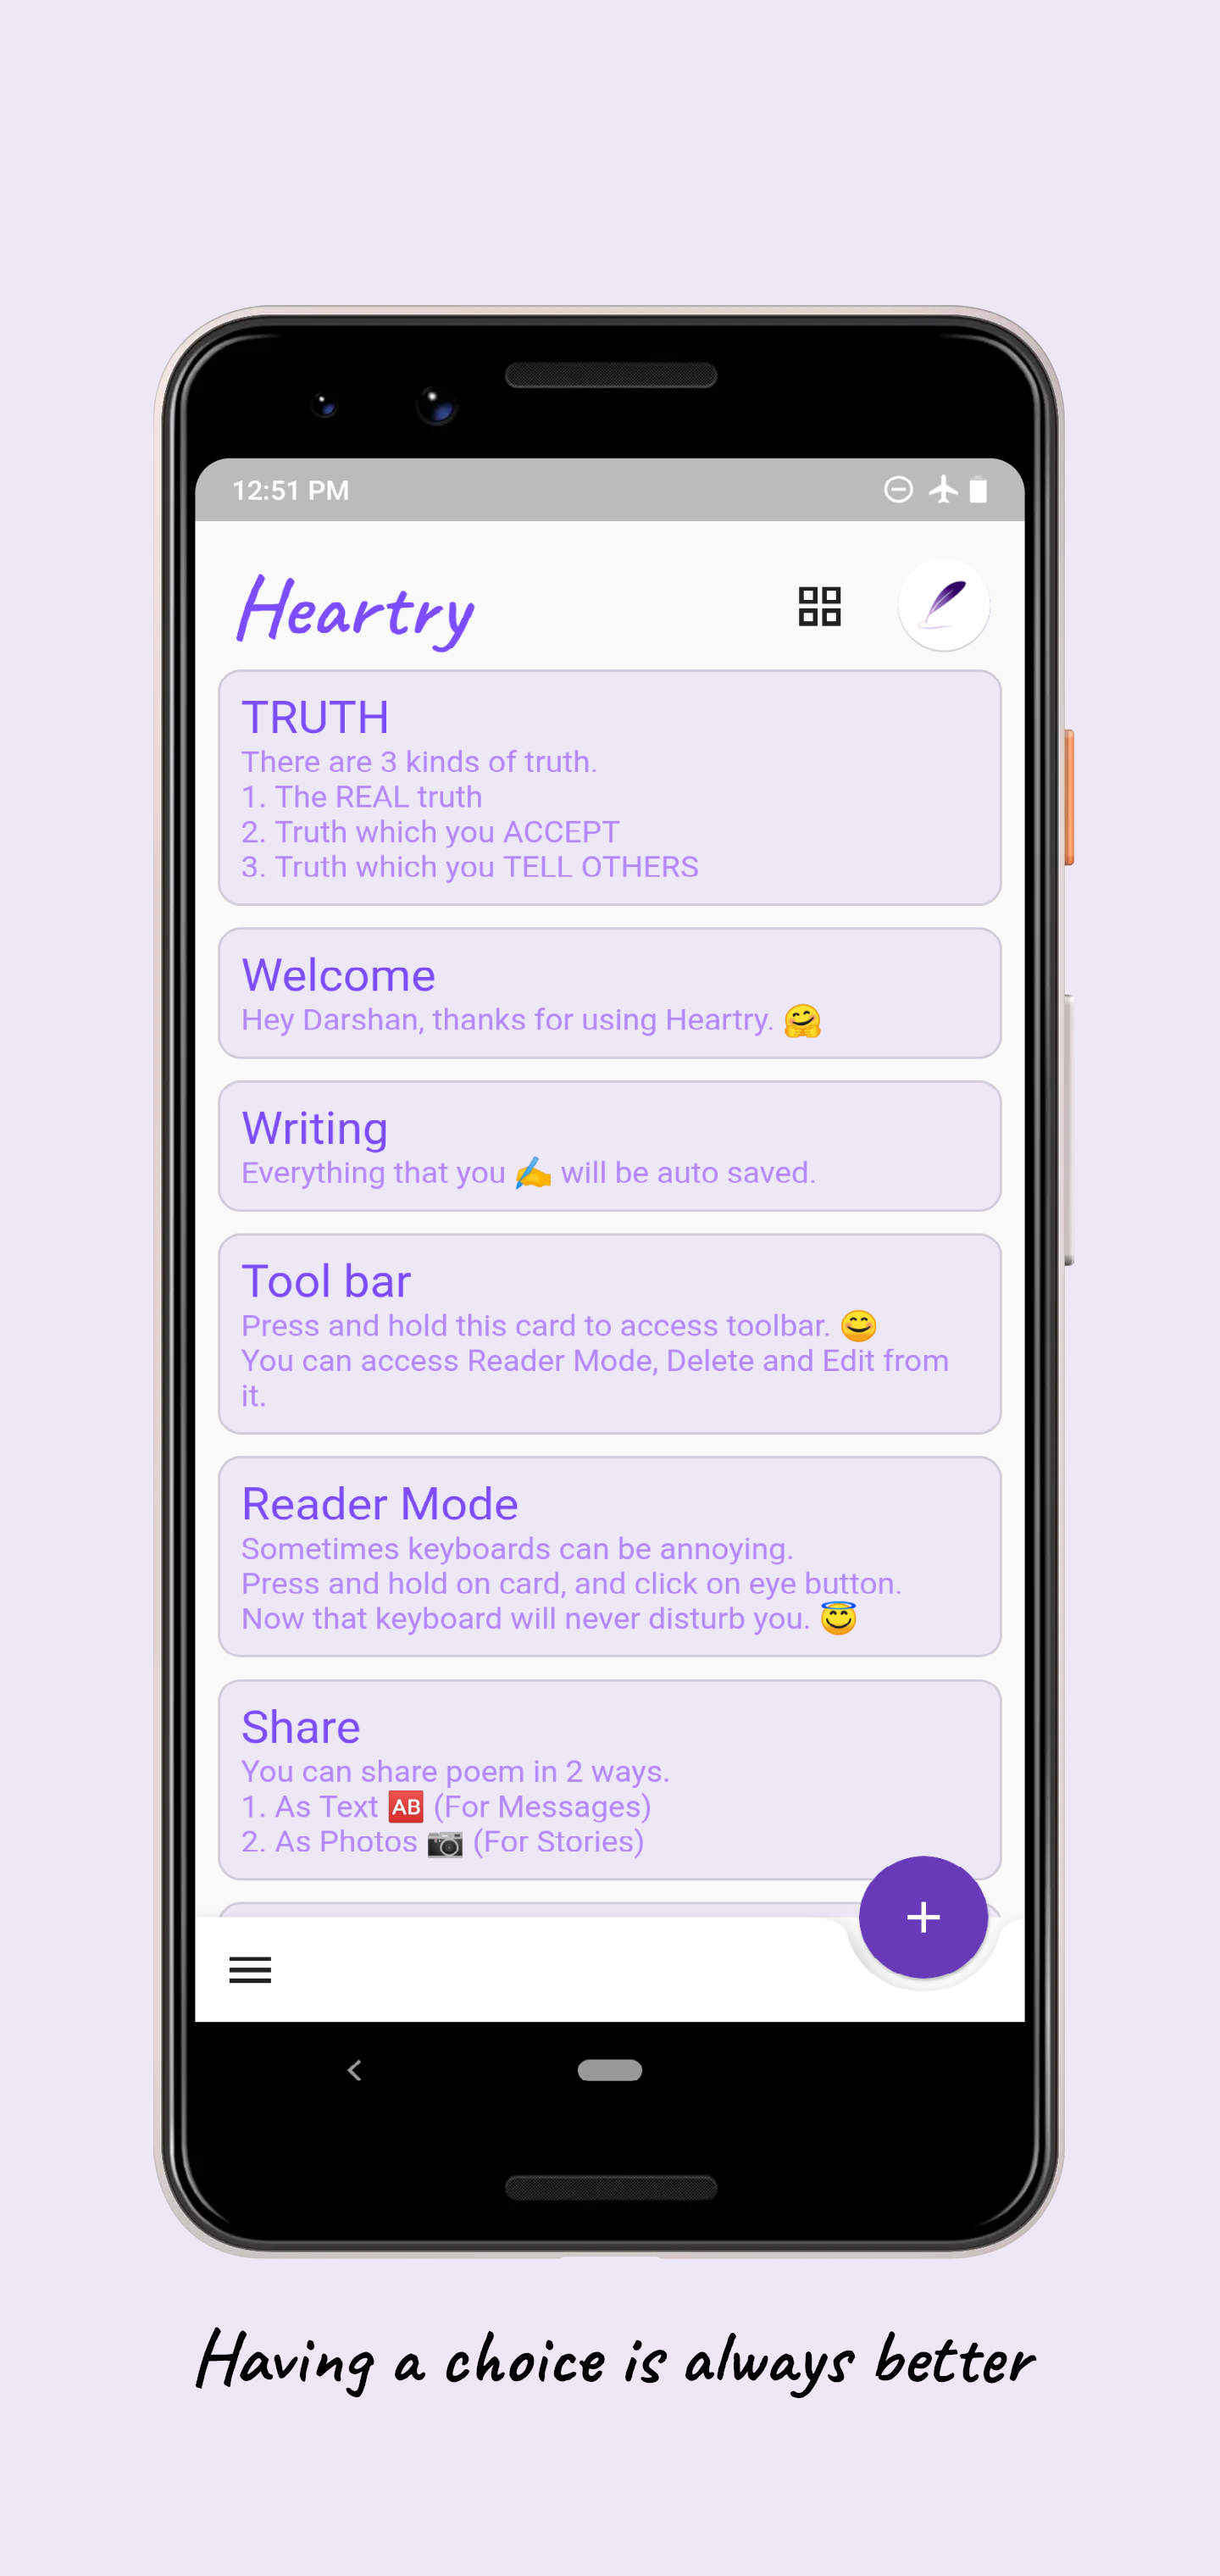 12:51 PM
Heartry
TRUTH
There are 3 kinds of truth.
1. The REAL truth
2. Truth which you ACCEPT
3. Truth which you TELL OTHERS
Welcome
Hey Darshan, thanks for using Heartry. 🤗
Writing
Everything that you ✍️ will be auto saved.
Tool bar
Press and hold this card to access toolbar. 😊
You can access Reader Mode, Delete and Edit from
it.
Reader Mode
Sometimes keyboards can be annoying.
Press and hold on card, and click on eye button.
Now that keyboard will never disturb you. 😇
Share
You can share poem in 2 ways.
1. As Text 🆎 (For Messages)
2. As Photos 📷 (For Stories)
Having a choice is always better